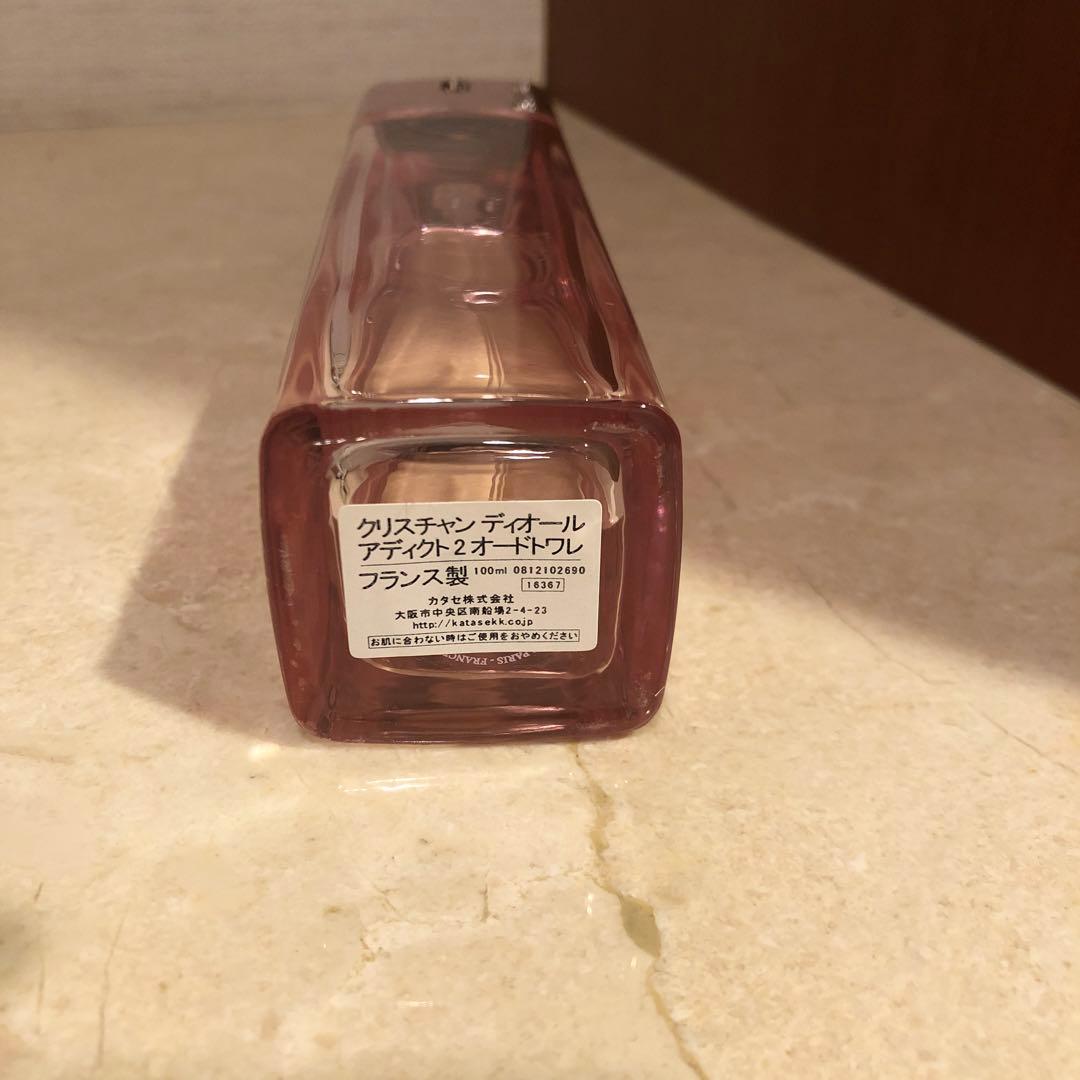 クリスチャン ディオール
アディクト2 オードトワレ
フランス製 100ml 0812102690
16367
カタセ株式会社
大阪市中央区南船場2-4-23
http://katasekk.co.jp
お肌に合わない時はご使用をおやめください
PARIS - FRANCE